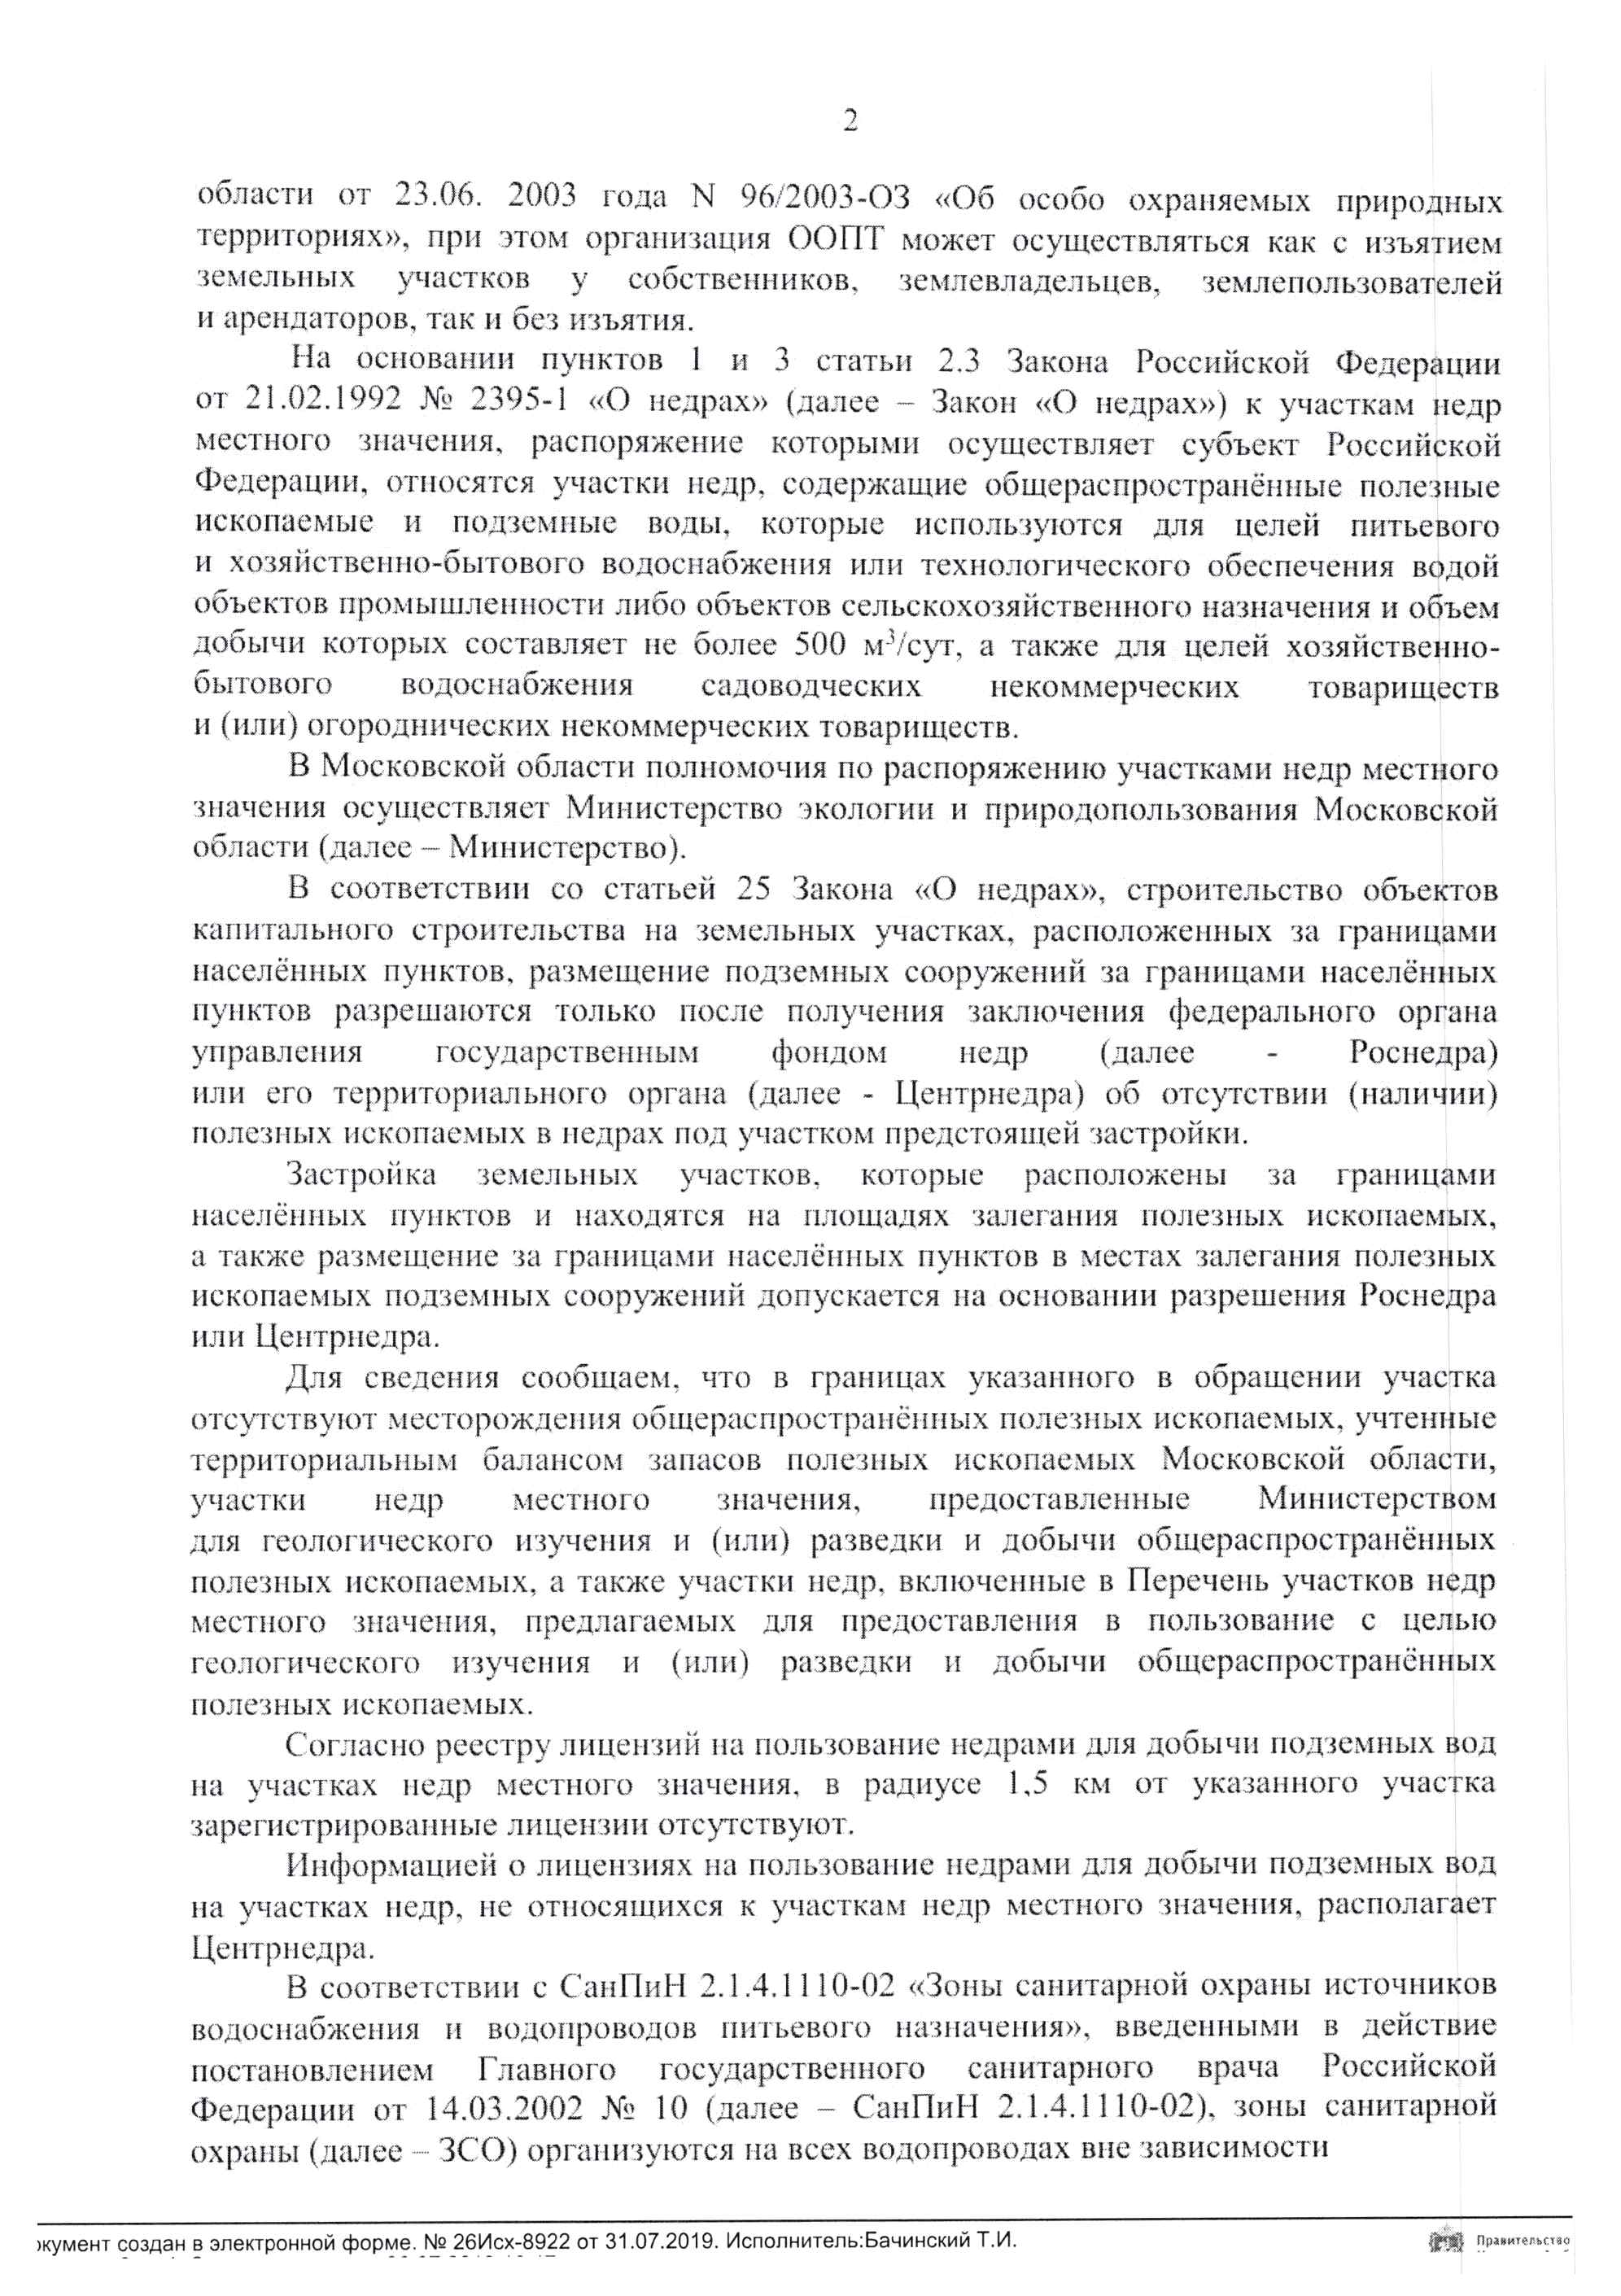 2
области от 23.06. 2003 года N 96/2003-ОЗ «Об особо охраняемых природных
территориях», при этом организация ООПТ может осуществляться как с изъятием
земельных участков у собственников, землевладельцев, землепользователей
и арендаторов, так и без изъятия.
На основании пунктов 1 и 3 статьи 2.3 Закона Российской Федерации
от 21.02.1992 № 2395-1 «О недрах» (далее – Закон «О недрах») к участкам недр
местного значения, распоряжение которыми осуществляет субъект Российской
Федерации, относятся участки недр, содержащие общераспространённые полезные
ископаемые и подземные воды, которые используются для целей питьевого
и хозяйственно-бытового водоснабжения или технологического обеспечения водой
объектов промышленности либо объектов сельскохозяйственного назначения и объем
добычи которых составляет не более 500 м³/сут, а также для целей хозяйственно-
бытового водоснабжения садоводческих некоммерческих товариществ
и (или) огороднических некоммерческих товариществ.
В Московской области полномочия по распоряжению участками недр местного
значения осуществляет Министерство экологии и природопользования Московской
области (далее – Министерство).
В соответствии со статьей 25 Закона «О недрах», строительство объектов
капитального строительства на земельных участках, расположенных за границами
населённых пунктов, размещение подземных сооружений за границами населённых
пунктов разрешаются только после получения заключения федерального органа
управления государственным фондом недр (далее - Роснедра)
или его территориального органа (далее - Центрнедра) об отсутствии (наличии)
полезных ископаемых в недрах под участком предстоящей застройки.
Застройка земельных участков, которые расположены за границами
населённых пунктов и находятся на площадях залегания полезных ископаемых,
а также размещение за границами населённых пунктов в местах залегания полезных
ископаемых подземных сооружений допускается на основании разрешения Роснедра
или Центрнедра.
Для сведения сообщаем, что в границах указанного в обращении участка
отсутствуют месторождения общераспространённых полезных ископаемых, учтенные
территориальным балансом запасов полезных ископаемых Московской области,
участки недр местного значения, предоставленные Министерством
для геологического изучения и (или) разведки и добычи общераспространённых
полезных ископаемых, а также участки недр, включенные в Перечень участков недр
местного значения, предлагаемых для предоставления в пользование с целью
геологического изучения и (или) разведки и добычи общераспространённых
полезных ископаемых.
Согласно реестру лицензий на пользование недрами для добычи подземных вод
на участках недр местного значения, в радиусе 1,5 км от указанного участка
зарегистрированные лицензии отсутствуют.
Информацией о лицензиях на пользование недрами для добычи подземных вод
на участках недр, не относящихся к участкам недр местного значения, располагает
Центрнедра.
В соответствии с СанПиН 2.1.4.1110-02 «Зоны санитарной охраны источников
водоснабжения и водопроводов питьевого назначения», введенными в действие
постановлением Главного государственного санитарного врача Российской
Федерации от 14.03.2002 № 10 (далее – СанПиН 2.1.4.1110-02), зоны санитарной
охраны (далее – ЗСО) организуются на всех водопроводах вне зависимости
окумент создан в электронной форме. № 26Исх-8922 от 31.07.2019. Исполнитель:Бачинский Т.И.
Правительство